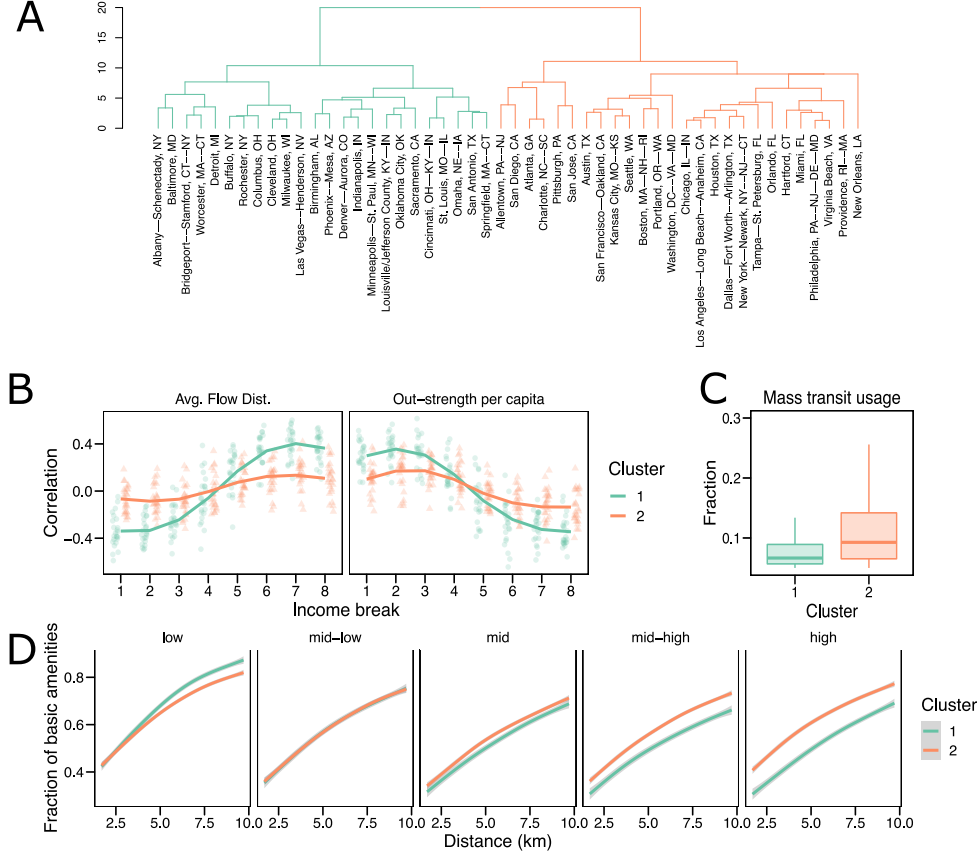 A
20
15
10
5
0
Albany−−Schenectady, NY
Baltimore, MD
Bridgeport−−Stamford, CT−−NY
Worcester, MA−−CT
Detroit, MI
Buffalo, NY
Rochester, NY
Columbus, OH
Cleveland, OH
Milwaukee, WI
Las Vegas−−Henderson, NV
Birmingham, AL
Phoenix−−Mesa, AZ
Denver−−Aurora, CO
Indianapolis, IN
Minneapolis−−St. Paul, MN−−WI
Louisville/Jefferson County, KY−−IN
Oklahoma City, OK
Sacramento, CA
Cincinnati, OH−−KY−−IN
St. Louis, MO−−IL
Omaha, NE−−IA
San Antonio, TX
Springfield, MA−−CT
Allentown, PA−−NJ
San Diego, CA
Atlanta, GA
Charlotte, NC−−SC
Pittsburgh, PA
San Jose, CA
Austin, TX
San Francisco−−Oakland, CA
Kansas City, MO−−KS
Seattle, WA
Boston, MA−−NH−−RI
Portland, OR−−WA
Washington, DC−−VA−−MD
Chicago, IL−−IN
Los Angeles−−Long Beach−−Anaheim, CA
Houston, TX
Dallas−−Fort Worth−−Arlington, TX
New York−−Newark, NY−−NJ−−CT
Tampa−−St. Petersburg, FL
Orlando, FL
Hartford, CT
Miami, FL
Philadelphia, PA−−NJ−−DE−−MD
Virginia Beach, VA
Providence, RI−−MA
New Orleans, LA
B
Avg. Flow Dist.
Out−strength per capita
Correlation
0.4
0.0
−0.4
1 2 3 4 5 6 7 8
1 2 3 4 5 6 7 8
Income break
Cluster
1
2
C
Mass transit usage
Fraction
0.3
0.2
0.1
1 2
Cluster
D
low
mid−low
mid
mid−high
high
Fraction of basic amenities
0.8
0.6
0.4
2.5 5.0 7.5 10.0
2.5 5.0 7.5 10.0
2.5 5.0 7.5 10.0
2.5 5.0 7.5 10.0
2.5 5.0 7.5 10.0
Distance (km)
Cluster
1
2